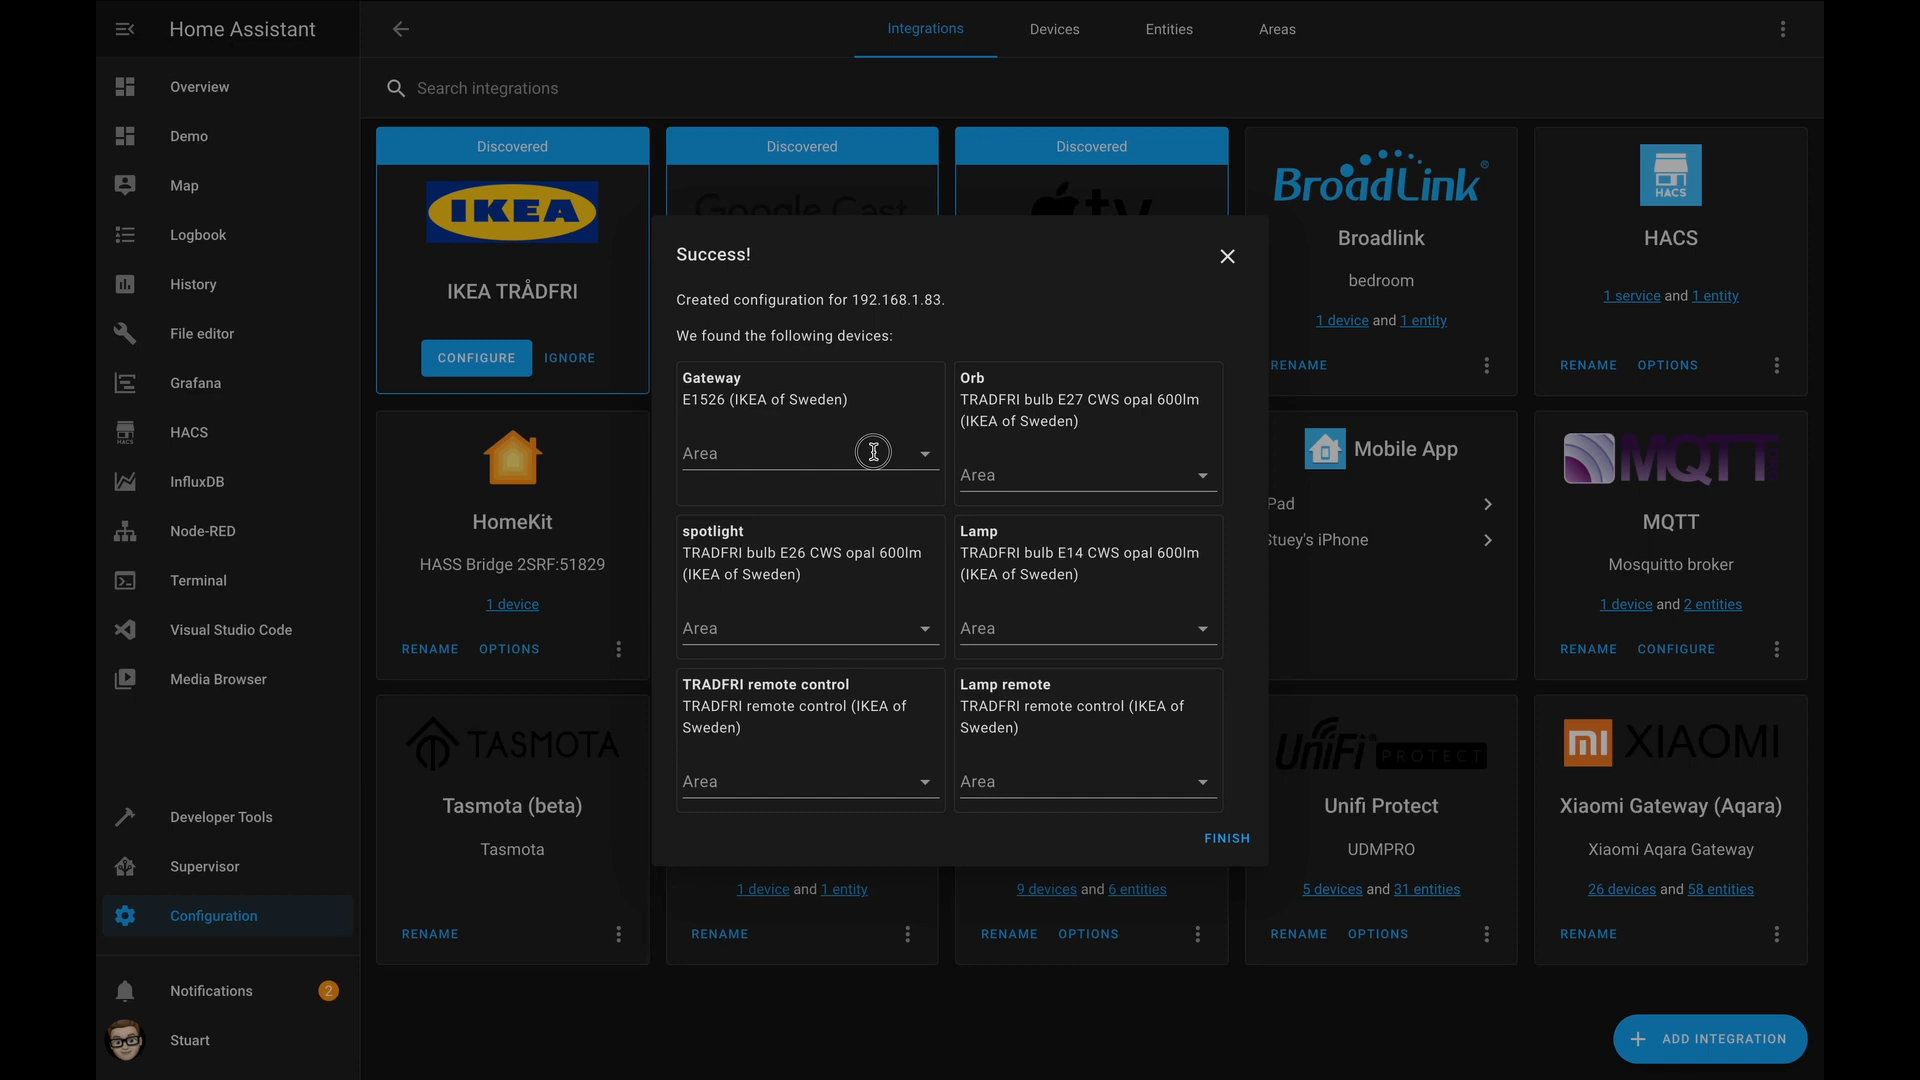 Home Assistant
Integrations
Devices
Entities
Areas
Search integrations
Overview
Demo
Map
Logbook
History
File editor
Grafana
HACS
HACS
InfluxDB
Node-RED
Terminal
Visual Studio Code
Media Browser
Developer Tools
Supervisor
Configuration
Notifications
2
Stuart
Discovered
IKEA
IKEA TRÅDFRI
CONFIGURE
IGNORE
Discovered
Google Cast
Discovered
tv
BroadLink®
Broadlink
bedroom
1 device and 1 entity
RENAME
HACS
HACS
1 service and 1 entity
RENAME
OPTIONS
Success!
Created configuration for 192.168.1.83.
We found the following devices:
Gateway
E1526 (IKEA of Sweden)
Area
Orb
TRADFRI bulb E27 CWS opal 600lm
(IKEA of Sweden)
Area
spotlight
TRADFRI bulb E26 CWS opal 600lm
(IKEA of Sweden)
Area
Lamp
TRADFRI bulb E14 CWS opal 600lm
(IKEA of Sweden)
Area
TRADFRI remote control
TRADFRI remote control (IKEA of
Sweden)
Area
Lamp remote
TRADFRI remote control (IKEA of
Sweden)
Area
FINISH
HomeKit
HASS Bridge 2SRF:51829
1 device
RENAME
OPTIONS
Mobile App
Pad
Stuey's iPhone
MQTT
MQTT
Mosquitto broker
1 device and 2 entities
RENAME
CONFIGURE
TASMOTA
Tasmota (beta)
Tasmota
RENAME
1 device and 1 entity
RENAME
9 devices and 6 entities
RENAME
OPTIONS
UniFi PROTECT
Unifi Protect
UDMPRO
5 devices and 31 entities
RENAME
OPTIONS
mi XIAOMI
Xiaomi Gateway (Aqara)
Xiaomi Aqara Gateway
26 devices and 58 entities
RENAME
ADD INTEGRATION